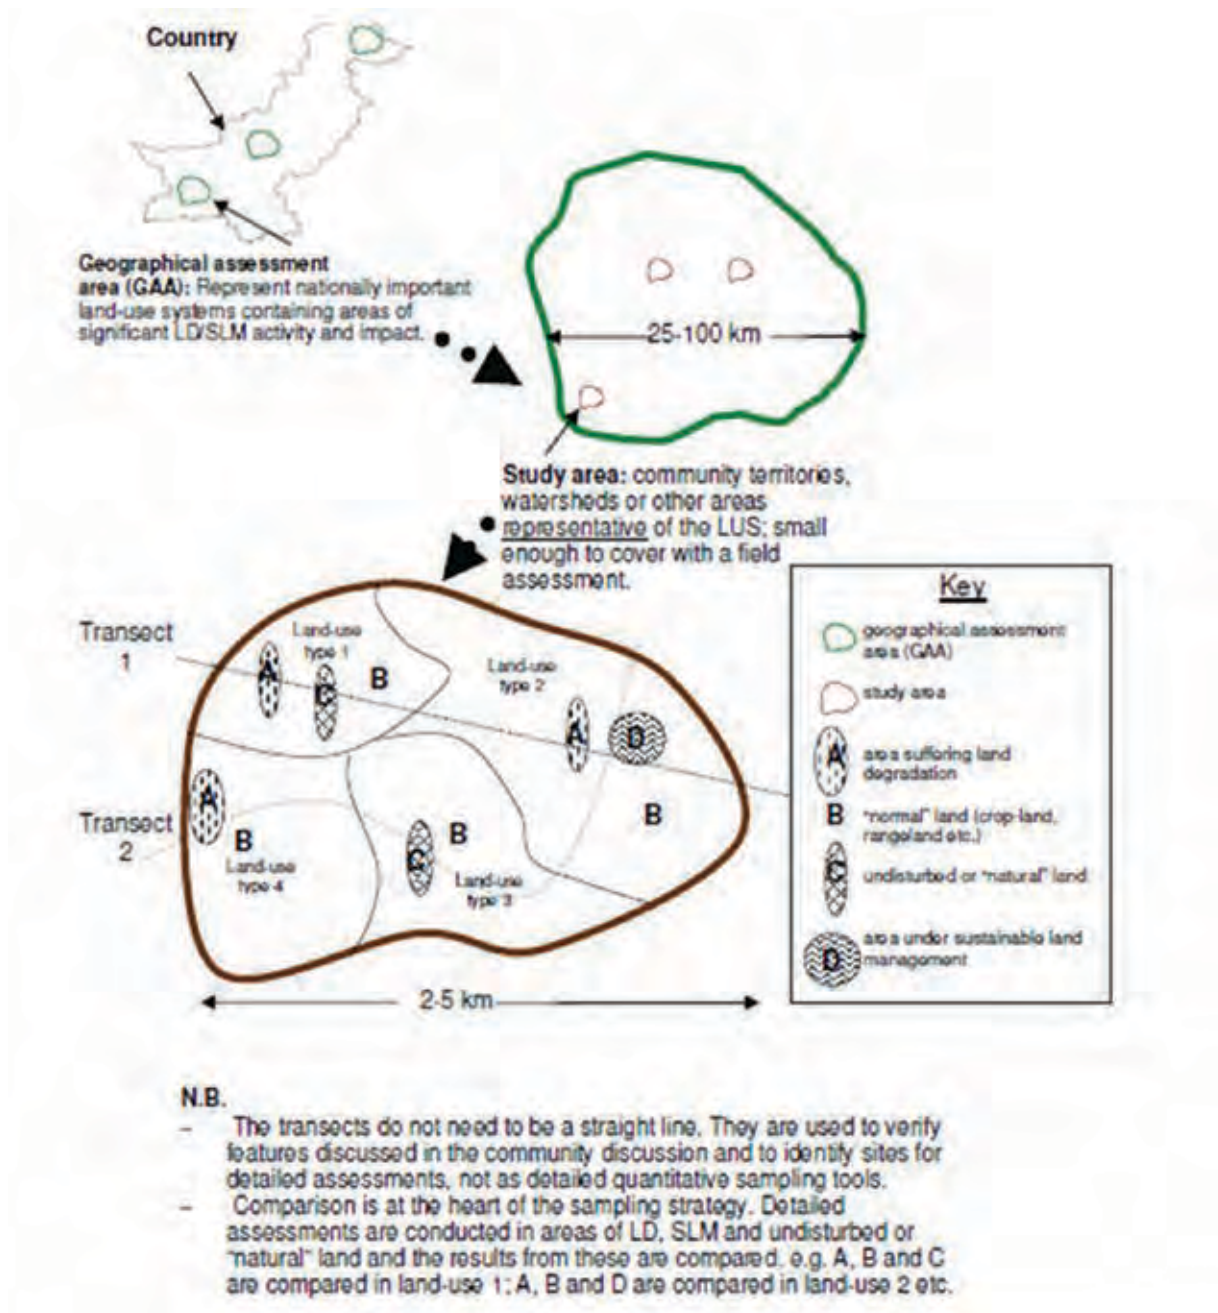 Country
Geographical assessment
area (GAA): Represent nationally important
land-use systems containing areas of
significant LD/SLM activity and impact.
25-100 km
Study area: community territories,
watersheds or other areas
representative of the LUS; small
enough to cover with a field
assessment.
Transect
1
Land-use
type 1
A
C
B
Land-use
type 2
A
D
B
Transect
2
A
B
Land-use
type 4
C
B
Land-use
type 3
2-5 km
Key
geographical assessment
area (GAA)
study area
A
area suffering land
degradation
B
"normal" land (crop-land,
rangeland etc.)
C
undisturbed or "natural" land
D
area under sustainable land
management
N.B.
– The transects do not need to be a straight line. They are used to verify
features discussed in the community discussion and to identify sites for
detailed assessments, not as detailed quantitative sampling tools.
– Comparison is at the heart of the sampling strategy. Detailed
assessments are conducted in areas of LD, SLM and undisturbed or
"natural" land and the results from these are compared. e.g. A, B and C
are compared in land-use 1; A, B and D are compared in land-use 2 etc.